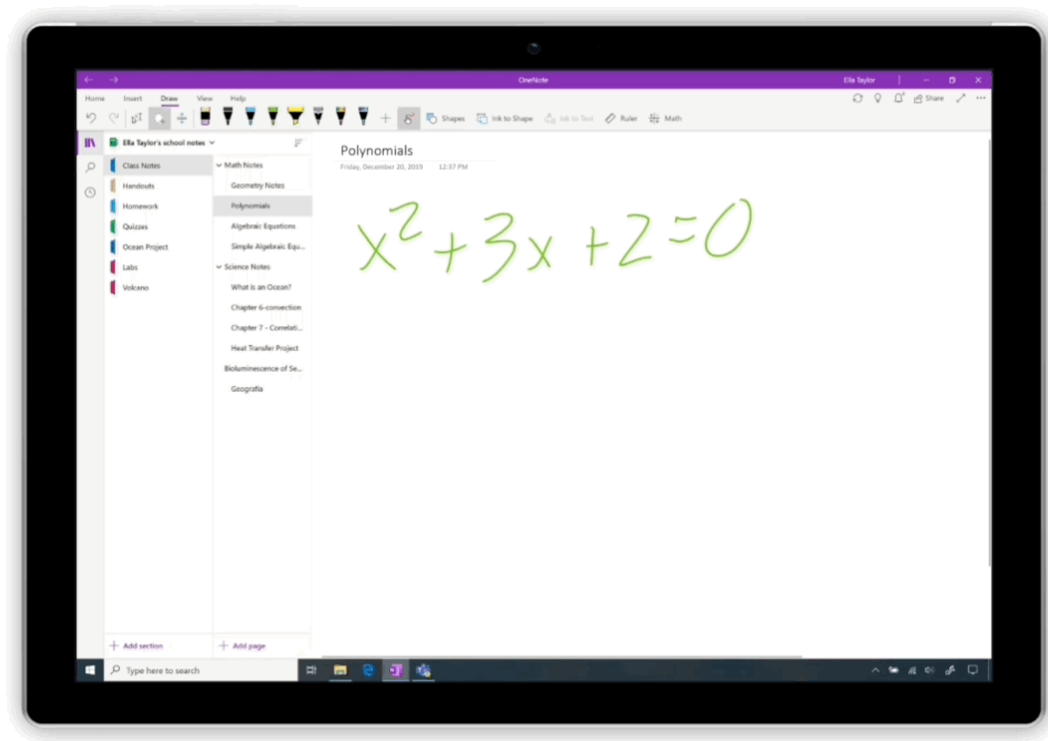 OneNote
Ella Taylor
Home Insert Draw View Help
Share
Shapes Ink to Shape Ink to Text Ruler Math
Ella Taylor's school notes
Class Notes
Handouts
Homework
Quizzes
Ocean Project
Labs
Volcano
Math Notes
Geometry Notes
Polynomials
Algebraic Equations
Simple Algebraic Equ...
Science Notes
What is an Ocean?
Chapter 6-convection
Chapter 7 - Correlati...
Heat Transfer Project
Bioluminescence of Se...
Geografia
Polynomials
Friday, December 20, 2019 12:37 PM
x²+3x+2=0
Add section
Add page
Type here to search